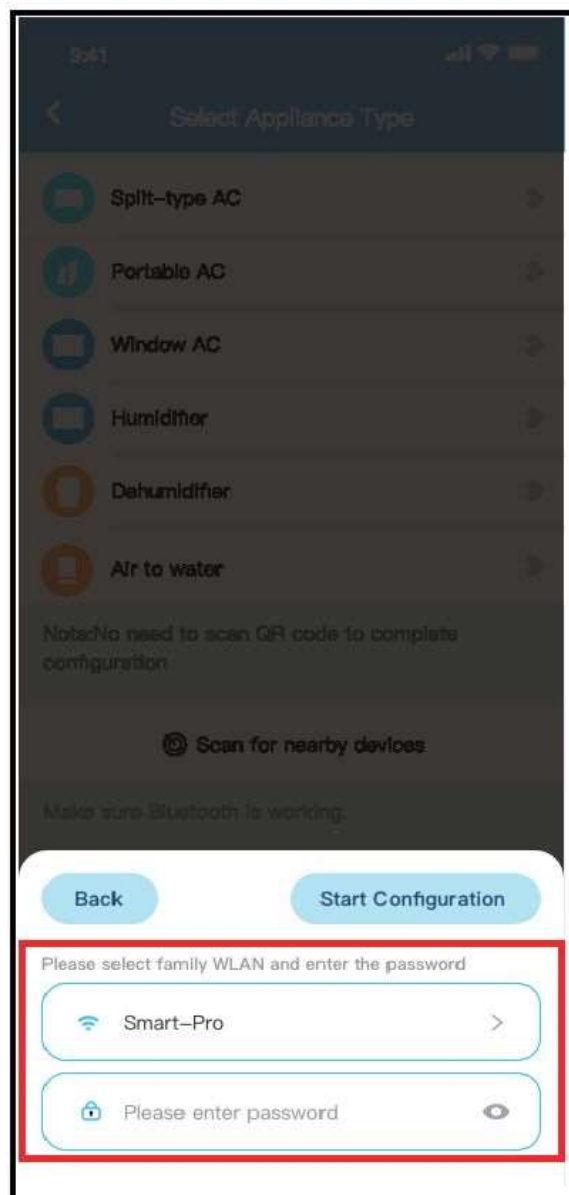 9:41
Select Appliance Type
Split-type AC
Portable AC
Window AC
Humidifier
Dehumidifier
Air to water
Note:No need to scan QR code to complete
configuration
Scan for nearby devices
Make sure Bluetooth is working.
Back
Start Configuration
Please select family WLAN and enter the password
Smart-Pro
Please enter password